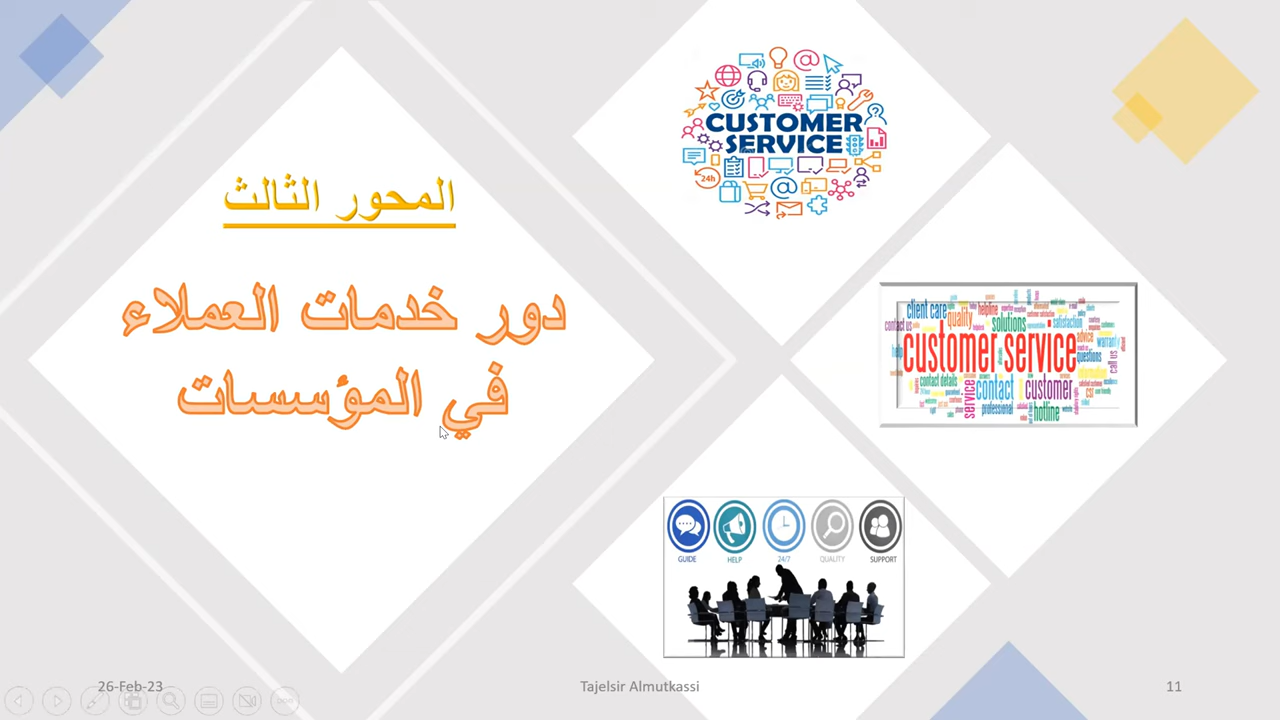 المحور الثالث
دور خدمات العملاء
في المؤسسات
CUSTOMER
SERVICE
24h
client care
quality
helpline
solutions
satisfaction
contact us
customer service
advice
warranty
questions
call us
help
contact details
contact
customer
service
professional
hotline
GUIDE
HELP
24/7
QUALITY
SUPPORT
26-Feb-23
Tajelsir Almutkassi
11